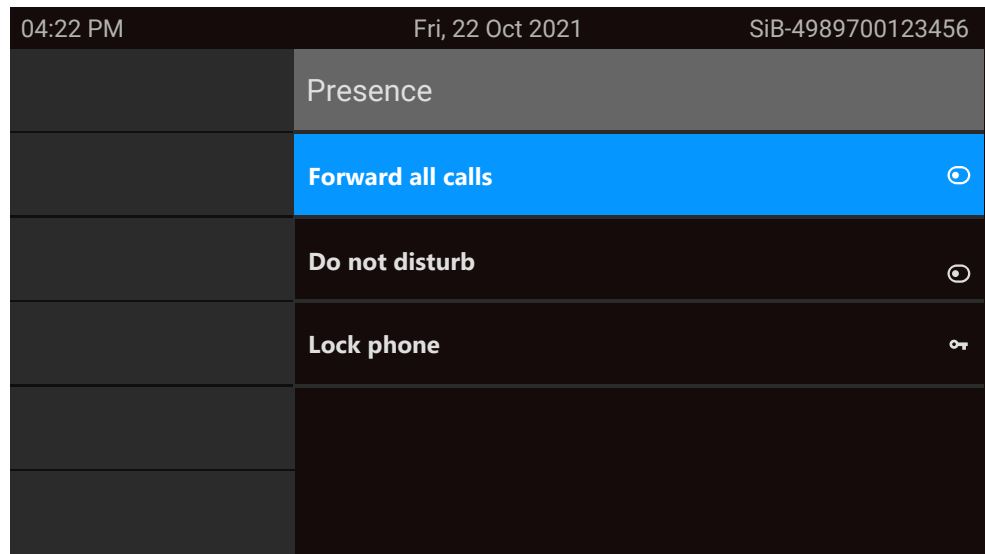 04:22 PM Fri, 22 Oct 2021 SiB-4989700123456
Presence
Forward all calls
Do not disturb
Lock phone